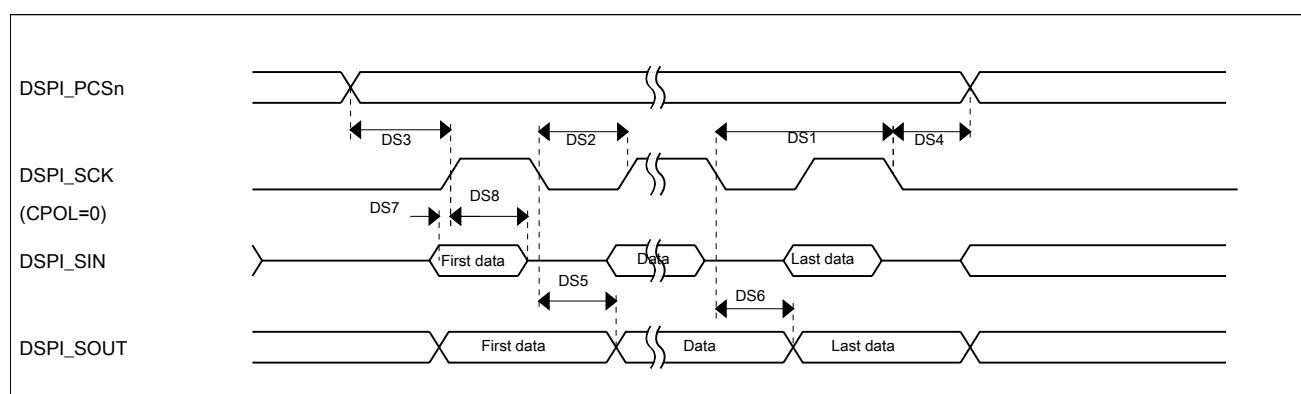 DSPI_PCSn
DS3
DS2
DS1
DS4
DSPI_SCK
(CPOL=0)
DS7
DS8
DSPI_SIN
First data
Data
Last data
DS5
DS6
DSPI_SOUT
First data
Data
Last data